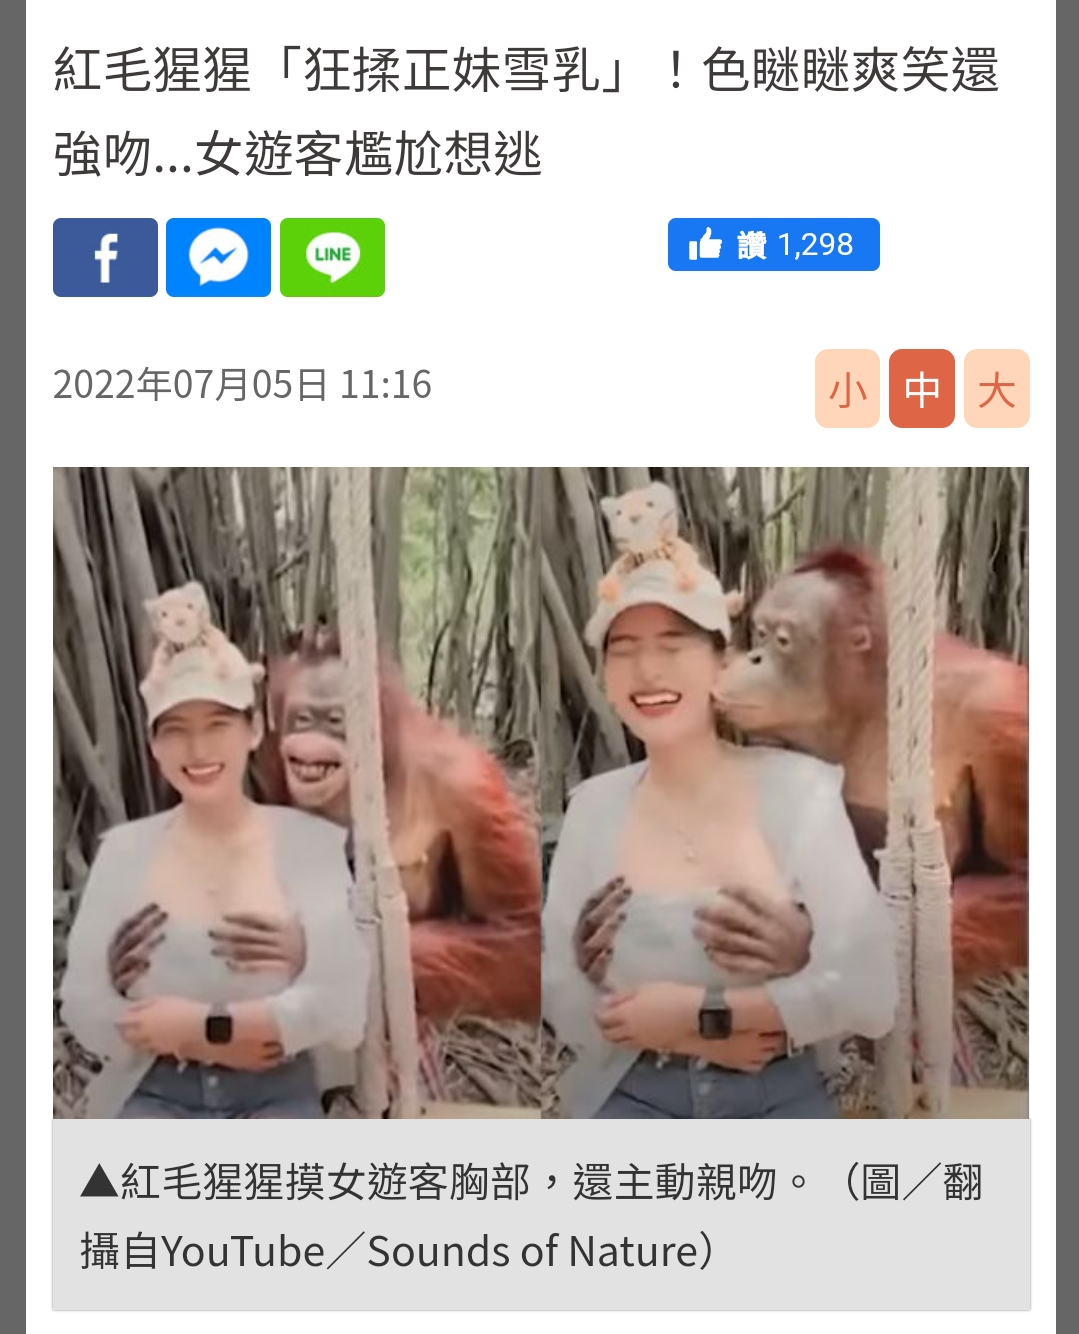 紅毛猩猩「狂揉正妹雪乳」！色瞇瞇爽笑還
強吻...女遊客尷尬想逃
LINE
讚 1,298
2022年07月05日 11:16
小 中 大
▲紅毛猩猩摸女遊客胸部，還主動親吻。（圖／翻
攝自YouTube／Sounds of Nature）